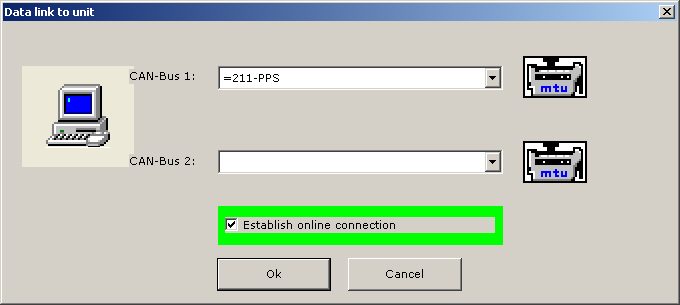 Data link to unit
CAN-Bus 1:
=211-PPS
mtu
CAN-Bus 2:
mtu
Establish online connection
Ok
Cancel